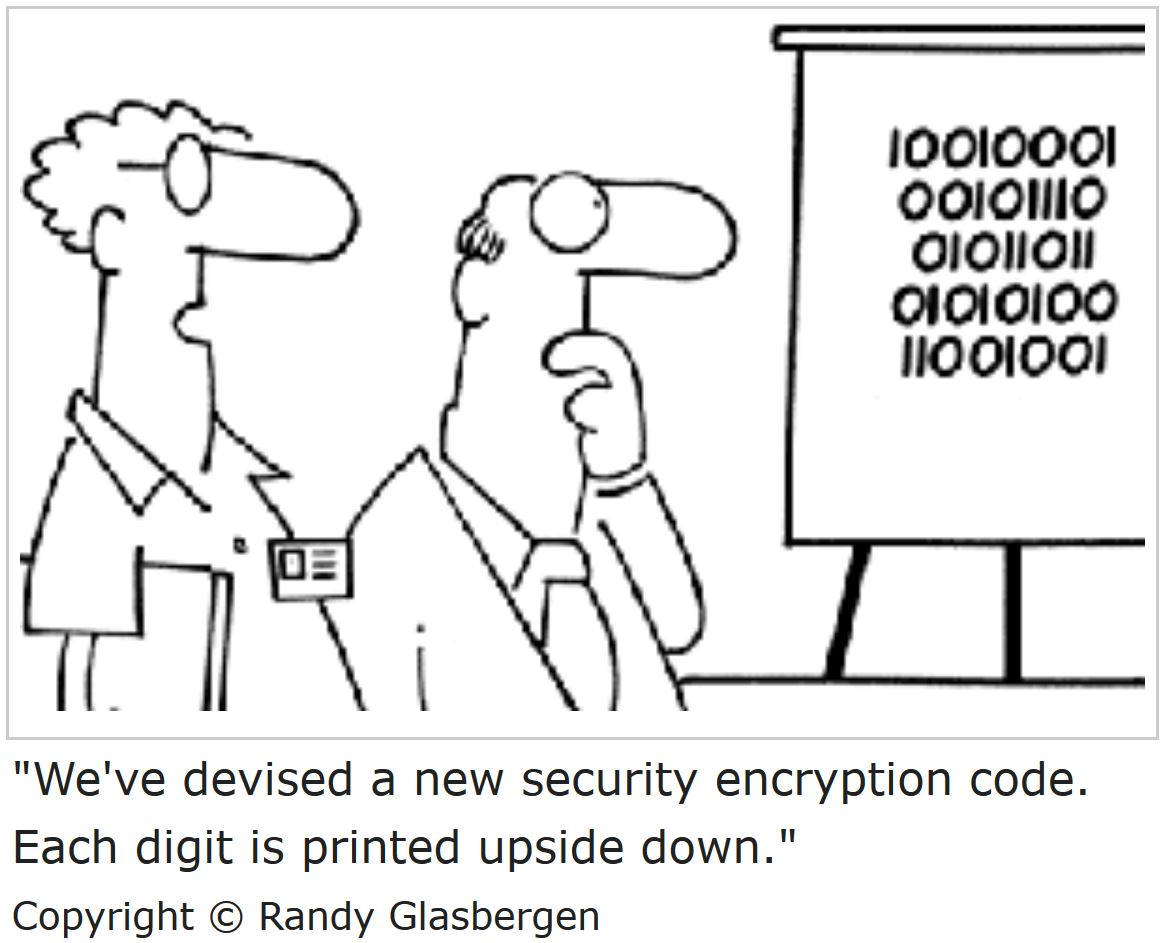 10010001
00101110
01011011
01010100
11001001
"We've devised a new security encryption code.
Each digit is printed upside down."
Copyright © Randy Glasbergen